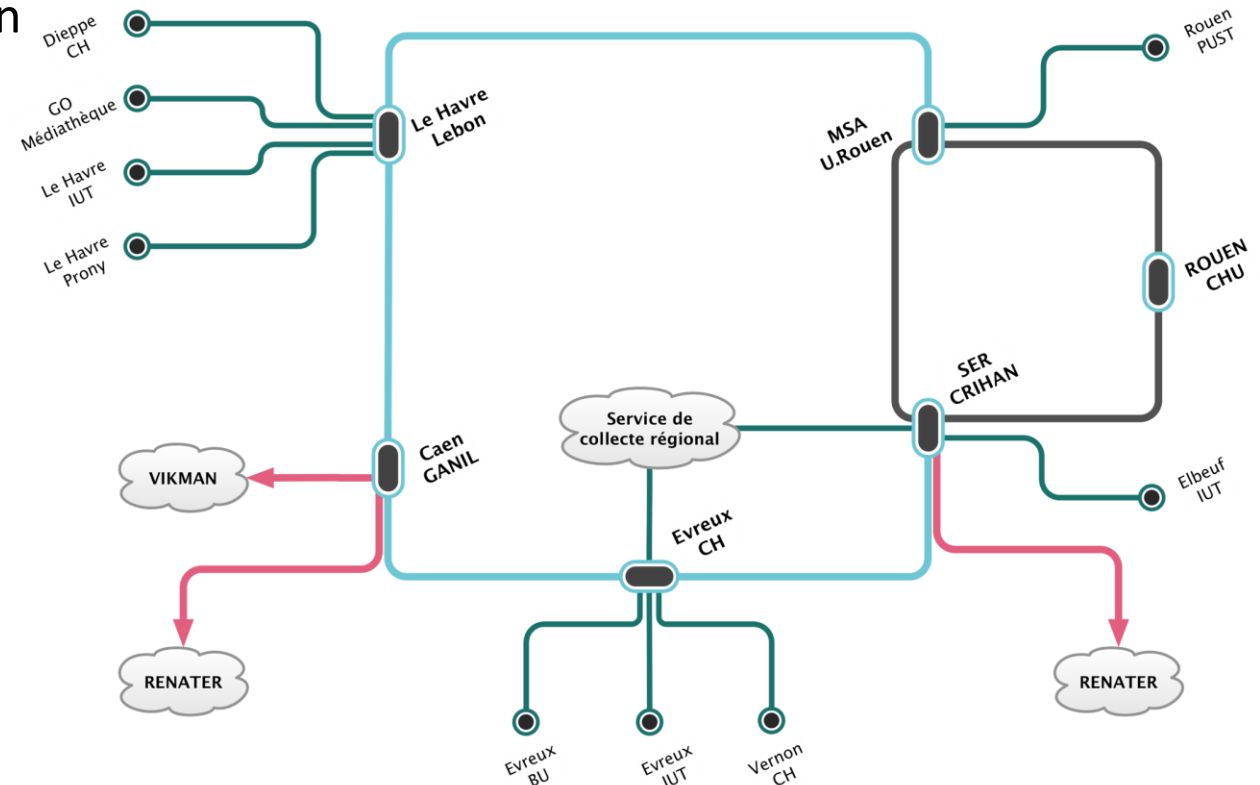 n
Dieppe
CH
GO
Médiathèque
Le Havre
IUT
Le Havre
Prony
Le Havre
Lebon
MSA
U.Rouen
Rouen
PUST
ROUEN
CHU
SER
CRIHAN
Service de
collecte régional
Caen
GANIL
VIKMAN
Elbeuf
IUT
Evreux
CH
RENATER
RENATER
Evreux
BU
Evreux
IUT
Vernon
CH